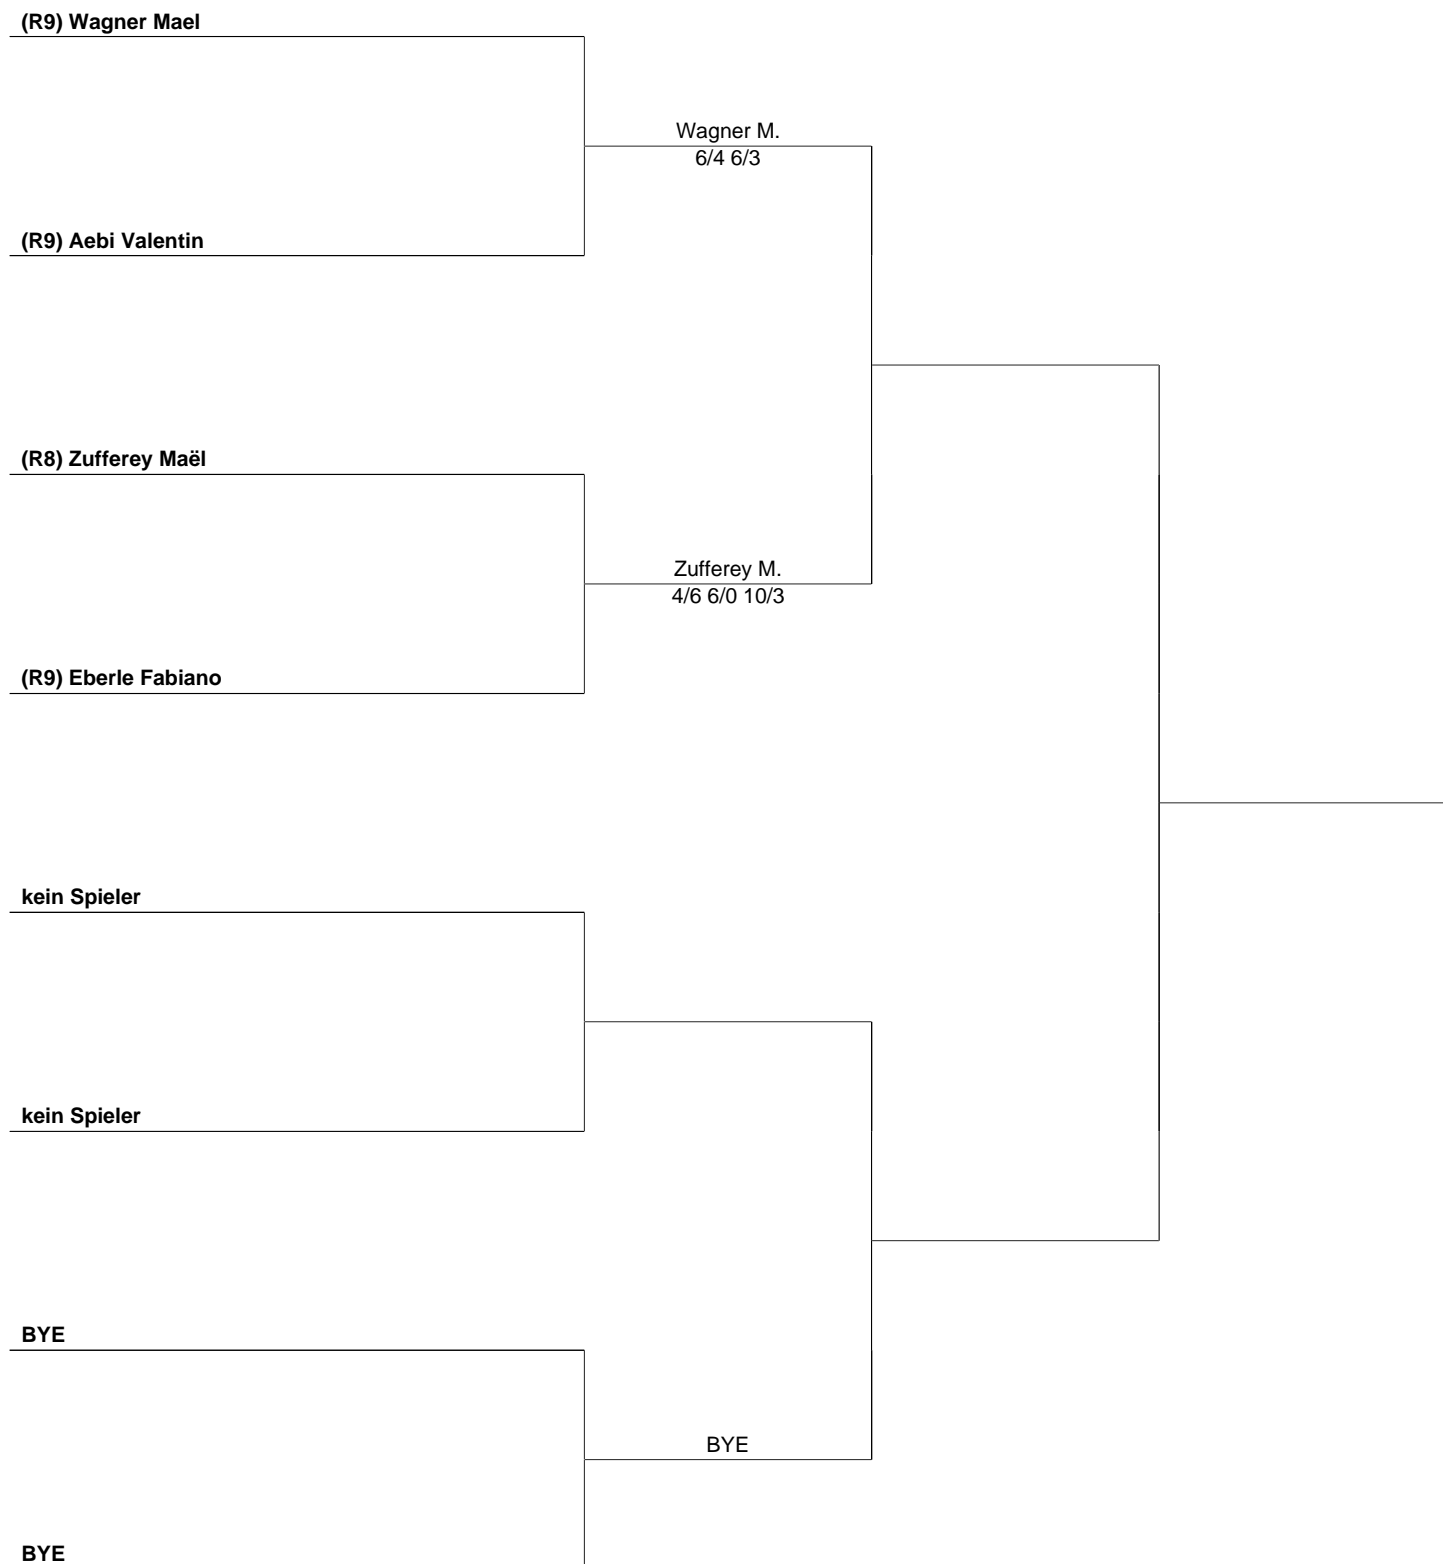 (R9) Wagner Mael
Wagner M.
6/4 6/3
(R9) Aebi Valentin
(R8) Zufferey Maël
Zufferey M.
4/6 6/0 10/3
(R9) Eberle Fabiano
kein Spieler
kein Spieler
BYE
BYE
BYE